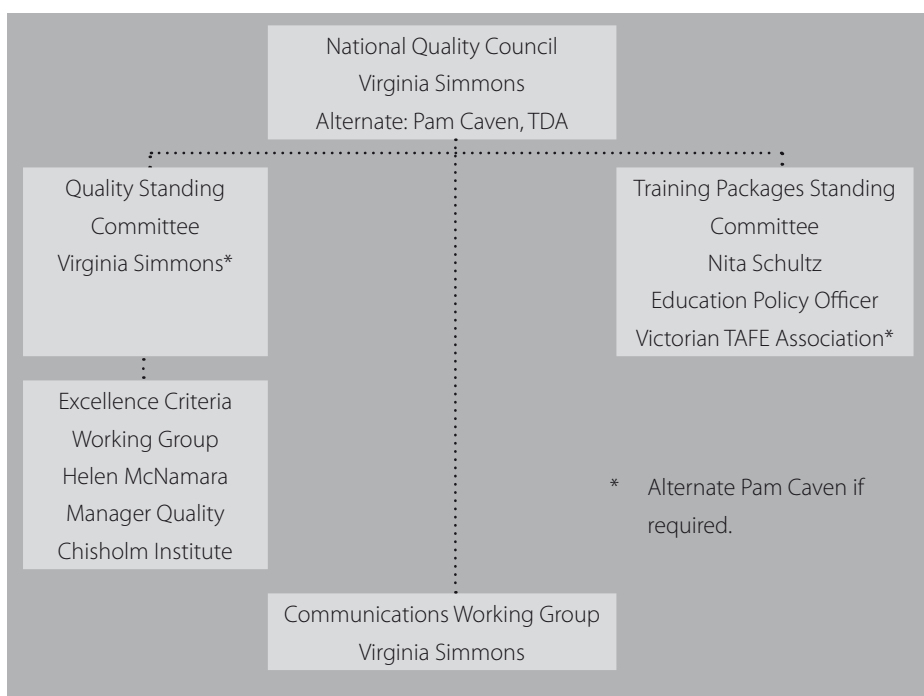 National Quality Council
Virginia Simmons
Alternate: Pam Caven, TDA
Quality Standing
Committee
Virginia Simmons*
Training Packages Standing
Committee
Nita Schultz
Education Policy Officer
Victorian TAFE Association*
Excellence Criteria
Working Group
Helen McNamara
Manager Quality
Chisholm Institute
* Alternate Pam Caven if
required.
Communications Working Group
Virginia Simmons